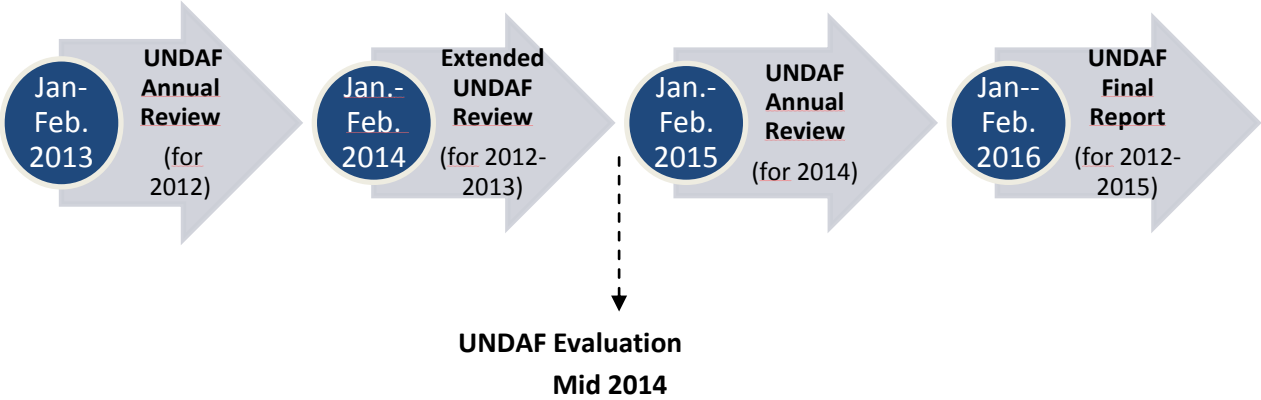 Jan-
Feb.
2013
UNDAF
Annual
Review
(for
2012)
Jan.-
Feb.
2014
Extended
UNDAF
Review
(for 2012-
2013)
Jan.-
Feb.
2015
UNDAF
Annual
Review
(for 2014)
Jan--
Feb.
2016
UNDAF
Final
Report
(for 2012-
2015)
UNDAF Evaluation
Mid 2014